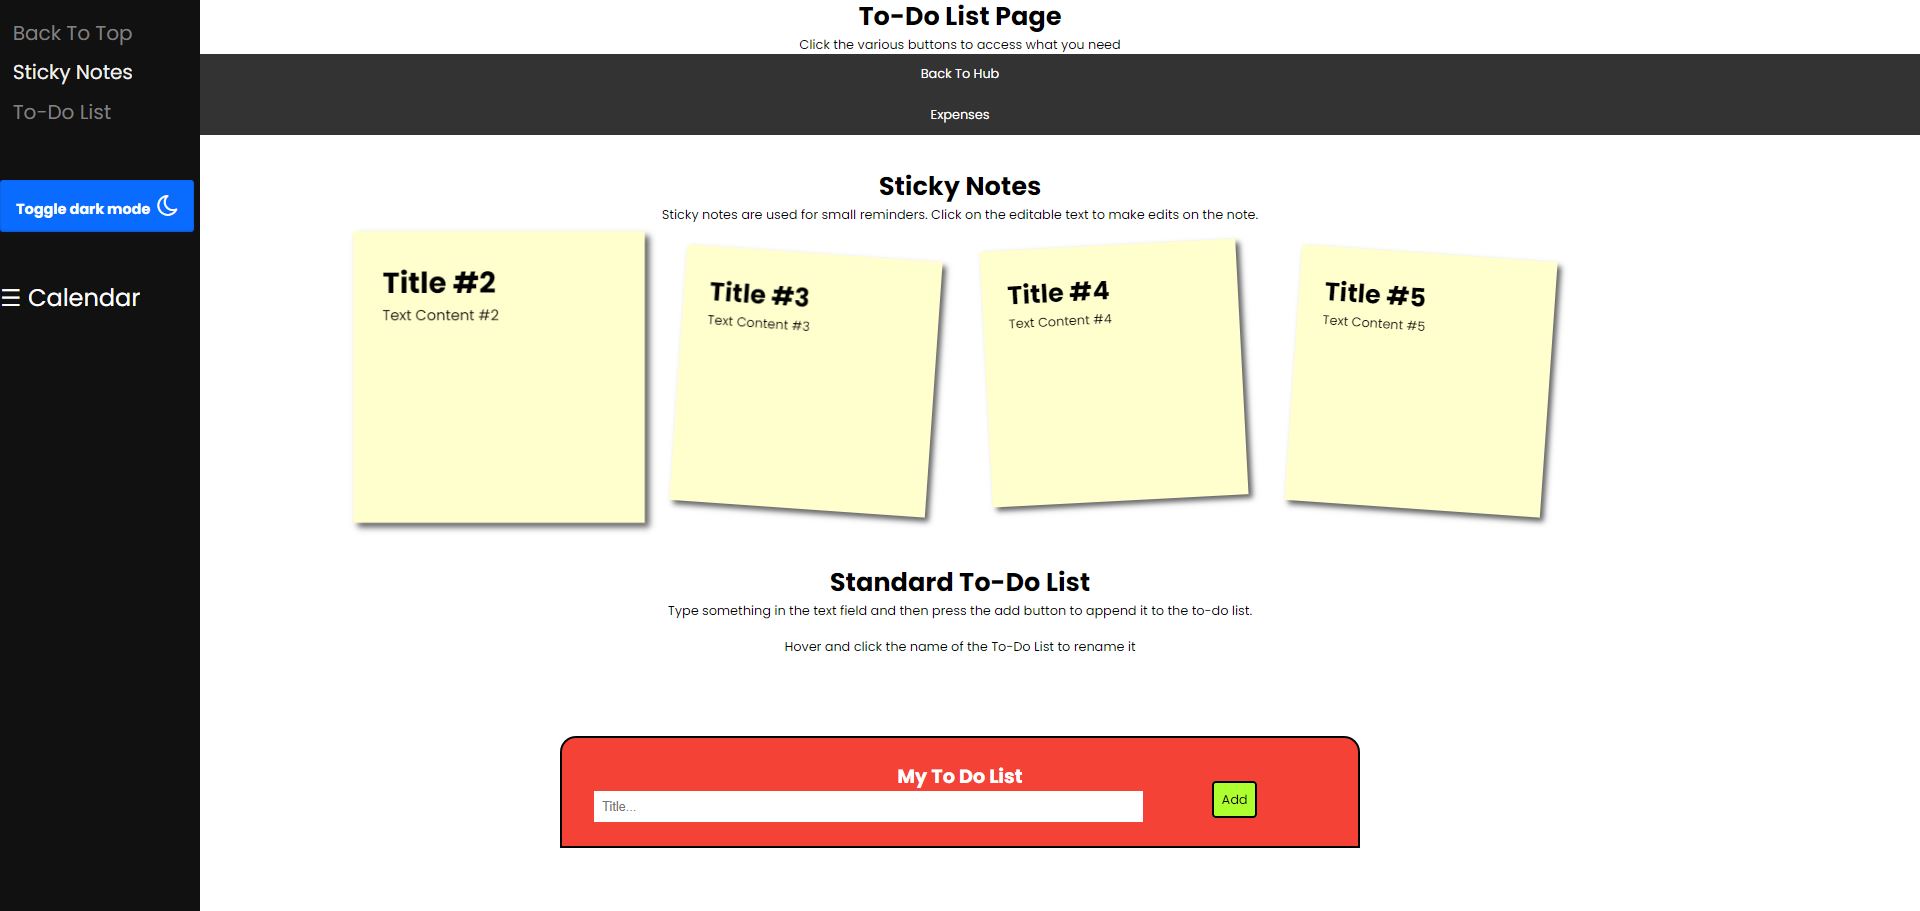 Back To Top
Sticky Notes
To-Do List
Toggle dark mode
☰ Calendar
To-Do List Page
Click the various buttons to access what you need
Back To Hub
Expenses
Sticky Notes
Sticky notes are used for small reminders. Click on the editable text to make edits on the note.
Title #2
Text Content #2
Title #3
Text Content #3
Title #4
Text Content #4
Title #5
Text Content #5
Standard To-Do List
Type something in the text field and then press the add button to append it to the to-do list.
Hover and click the name of the To-Do List to rename it
My To Do List
Title...
Add